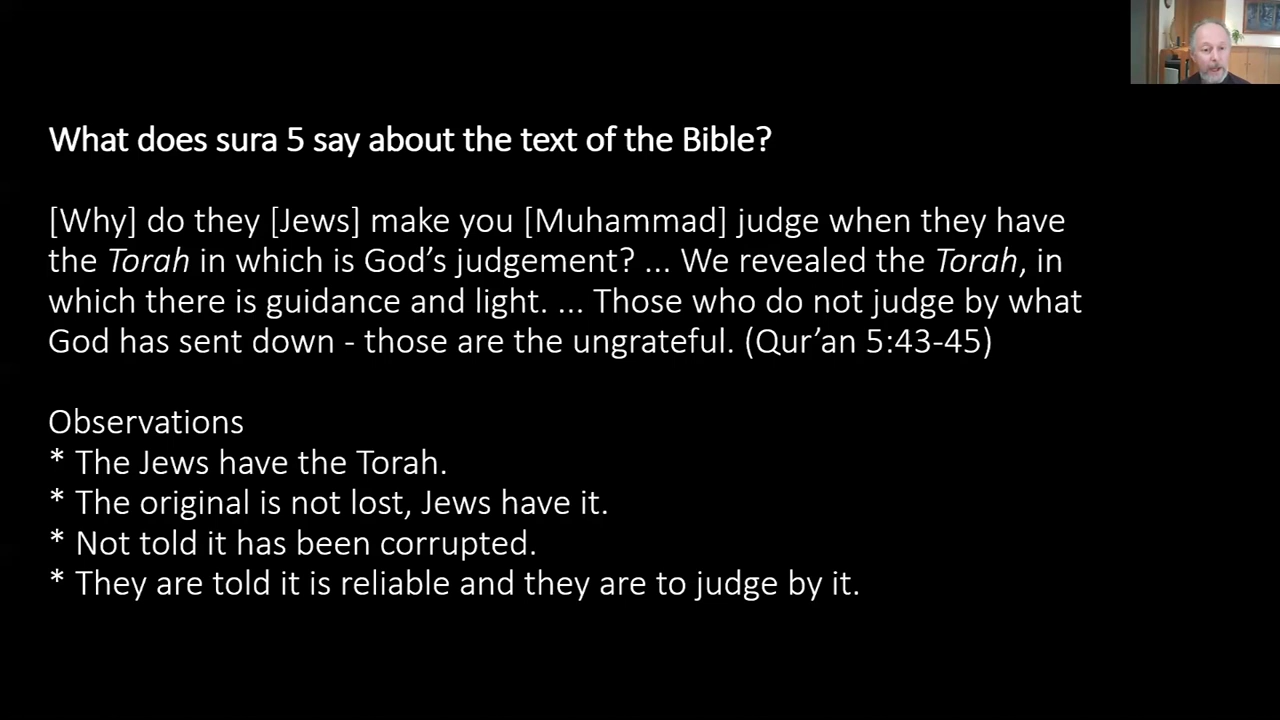 What does sura 5 say about the text of the Bible?
[Why] do they [Jews] make you [Muhammad] judge when they have
the Torah in which is God’s judgement? ... We revealed the Torah, in
which there is guidance and light. ... Those who do not judge by what
God has sent down - those are the ungrateful. (Qur’an 5:43-45)
Observations
* The Jews have the Torah.
* The original is not lost, Jews have it.
* Not told it has been corrupted.
* They are told it is reliable and they are to judge by it.